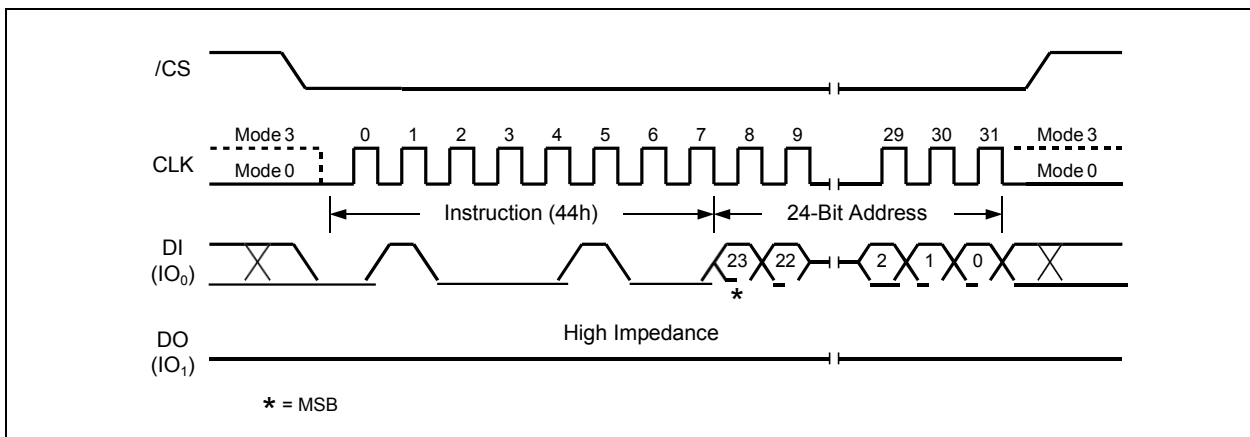 /CS
Mode 3 0 1 2 3 4 5 6 7 8 9 29 30 31 Mode 3
CLK
Mode 0 Mode 0
Instruction (44h) 24-Bit Address
DI
(IO₀)
23 22 2 1 0
*
High Impedance
DO
(IO₁)
* = MSB